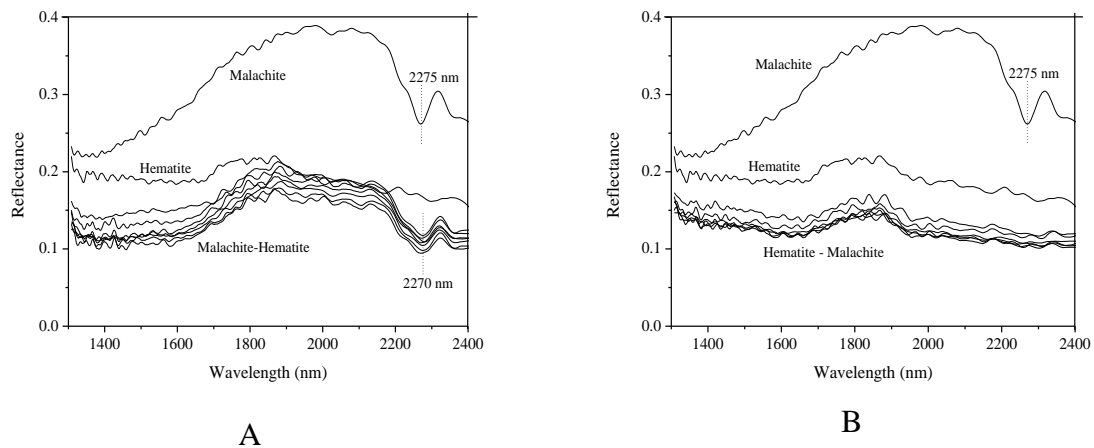 0.4
0.3
0.2
0.1
0.0
Reflectance
Malachite
2275 nm
Hematite
Malachite-Hematite
2270 nm
1400 1600 1800 2000 2200 2400
Wavelength (nm)
A
0.4
0.3
0.2
0.1
0.0
Reflectance
Malachite
2275 nm
Hematite
Hematite - Malachite
1400 1600 1800 2000 2200 2400
Wavelength (nm)
B